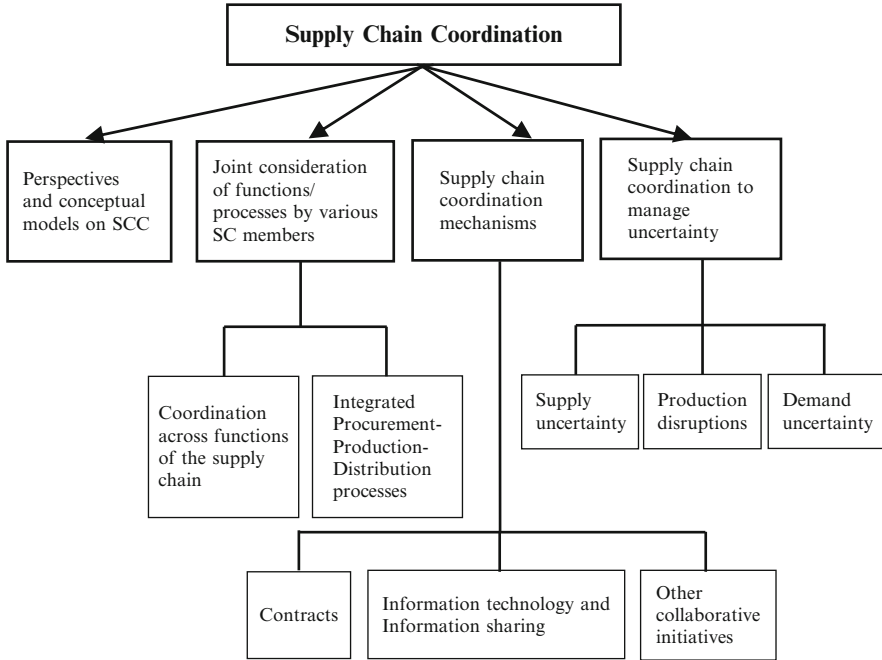 Supply Chain Coordination
Perspectives
and conceptual
models on SCC
Joint consideration
of functions/
processes by various
SC members
Supply chain
coordination
mechanisms
Supply chain
coordination to
manage
uncertainty
Coordination
across functions
of the supply
chain
Integrated
Procurement-
Production-
Distribution
processes
Supply
uncertainty
Production
disruptions
Demand
uncertainty
Contracts
Information technology and
Information sharing
Other
collaborative
initiatives